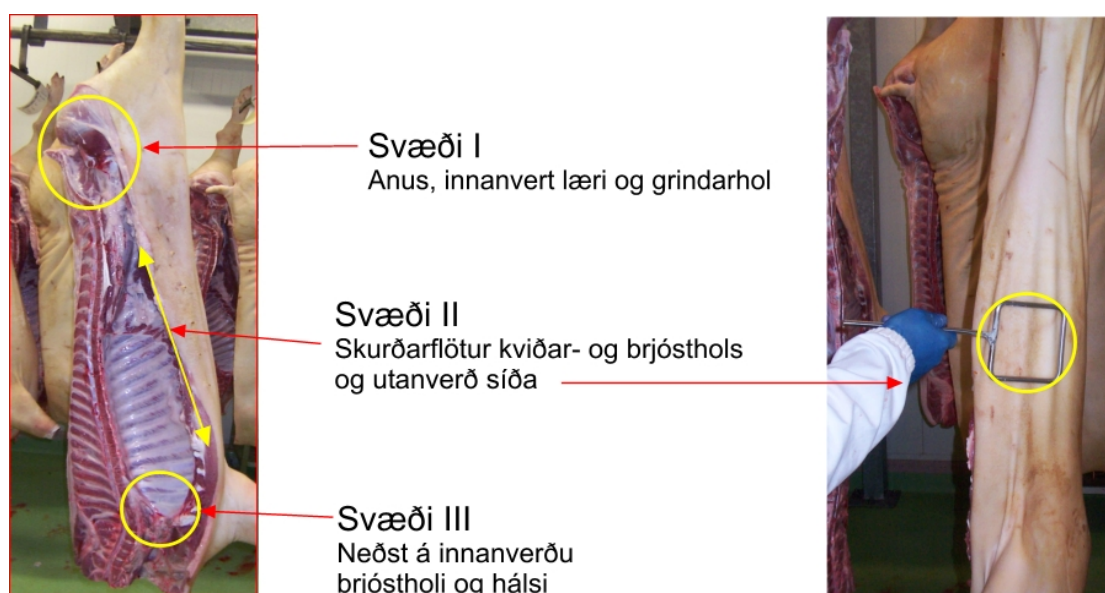 Svæði I
Anus, innanvert læri og grindarhol
Svæði II
Skurðarflötur kviðar- og brjósthols
og utanverð síða
Svæði III
Neðst á innanverðu
brjóstholi og hálsi